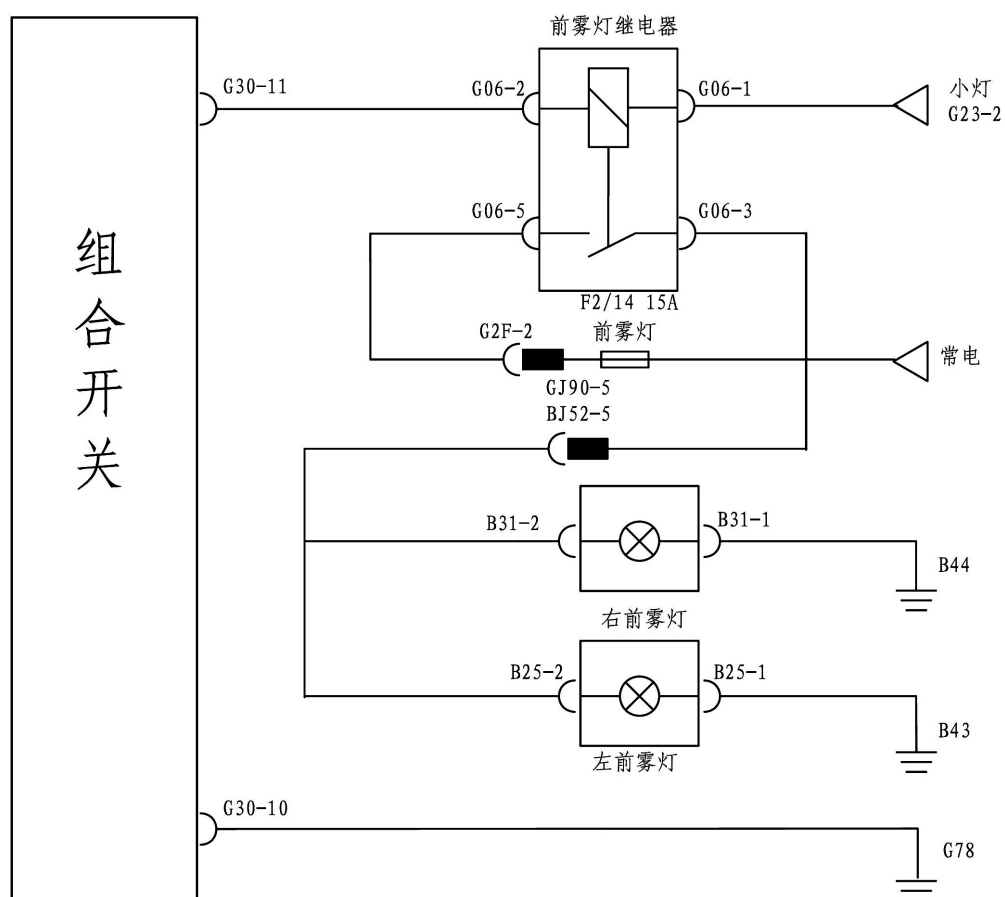 前雾灯继电器
G30-11
G06-2
G06-1
小灯
G23-2
组合开关
G06-5
G06-3
F2/14 15A
前雾灯
G2F-2
常电
GJ90-5
BJ52-5
B31-2
B31-1
B44
右前雾灯
B25-2
B25-1
B43
左前雾灯
G30-10
G78